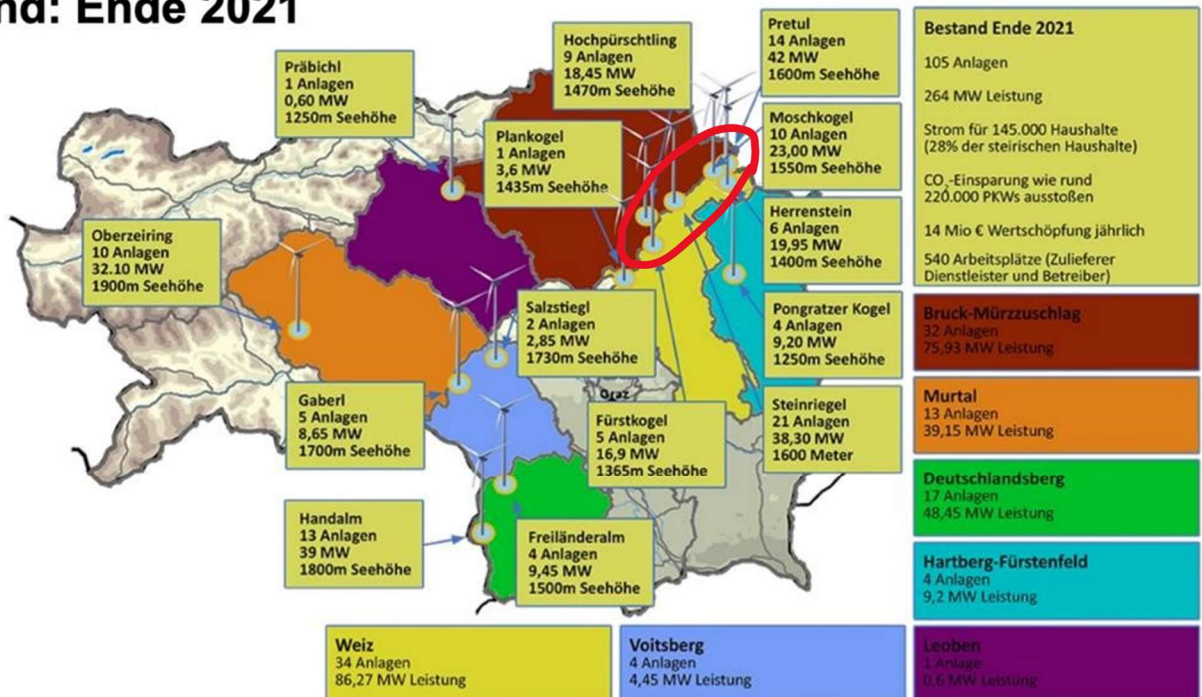 nd: Ende 2021
Präbichl
1 Anlagen
0,60 MW
1250m Seehöhe
Hochpürschtling
9 Anlagen
18,45 MW
1470m Seehöhe
Pretul
14 Anlagen
42 MW
1600m Seehöhe
Plankogel
1 Anlagen
3,6 MW
1435m Seehöhe
Moschkogel
10 Anlagen
23,00 MW
1550m Seehöhe
Oberzeiring
10 Anlagen
32.10 MW
1900m Seehöhe
Herrenstein
6 Anlagen
19,95 MW
1400m Seehöhe
Salzstiegl
2 Anlagen
2,85 MW
1730m Seehöhe
Pongratzer Kogel
4 Anlagen
9,20 MW
1250m Seehöhe
Gaberl
5 Anlagen
8,65 MW
1700m Seehöhe
Graz
Fürstkogel
5 Anlagen
16,9 MW
1365m Seehöhe
Steinriegel
21 Anlagen
38,30 MW
1600 Meter
Handalm
13 Anlagen
39 MW
1800m Seehöhe
Freiländeralm
4 Anlagen
9,45 MW
1500m Seehöhe
Bestand Ende 2021
105 Anlagen
264 MW Leistung
Strom für 145.000 Haushalte
(28% der steirischen Haushalte)
CO₂-Einsparung wie rund
220.000 PKWs ausstoßen
14 Mio € Wertschöpfung jährlich
540 Arbeitsplätze (Zulieferer
Dienstleister und Betreiber)
Bruck-Mürzzuschlag
32 Anlagen
75,93 MW Leistung
Murtal
13 Anlagen
39,15 MW Leistung
Deutschlandsberg
17 Anlagen
48,45 MW Leistung
Hartberg-Fürstenfeld
4 Anlagen
9,2 MW Leistung
Weiz
34 Anlagen
86,27 MW Leistung
Voitsberg
4 Anlagen
4,45 MW Leistung
Leoben
1 Anlage
0,6 MW Leistung